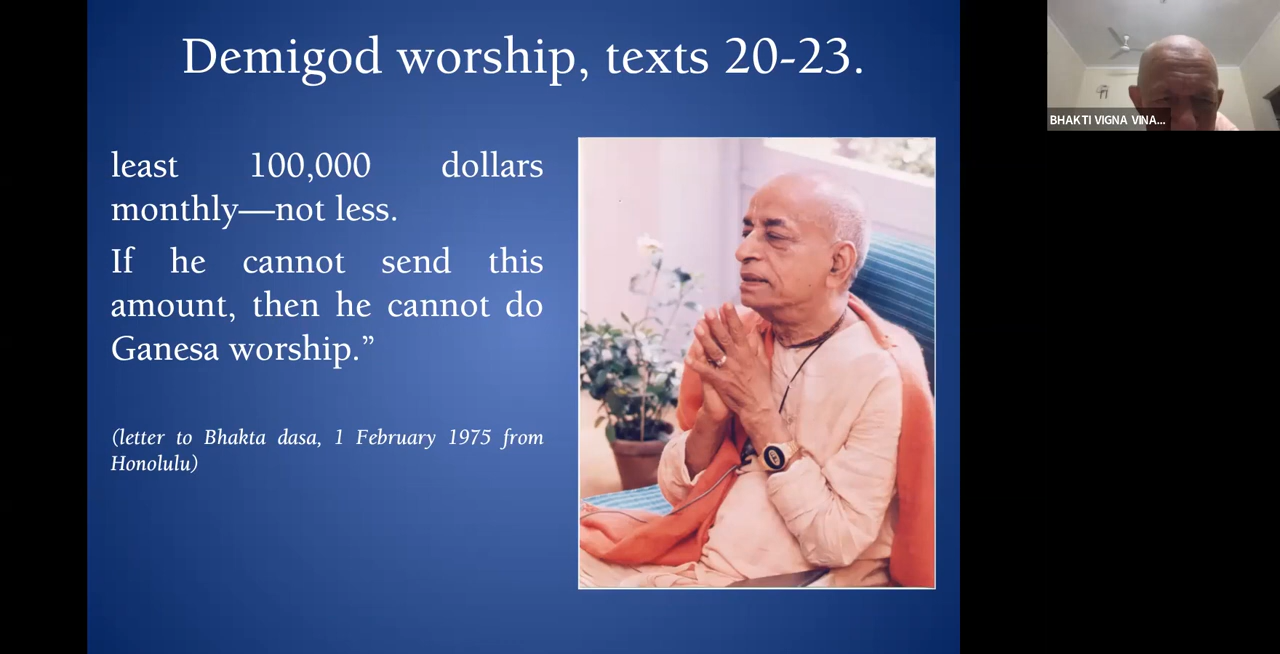 Demigod worship, texts 20-23.
least 100,000 dollars
monthly—not less.
If he cannot send this
amount, then he cannot do
Ganesa worship.”
(letter to Bhakta dasa, 1 February 1975 from
Honolulu)
BHAKTI VIGNA VINA...